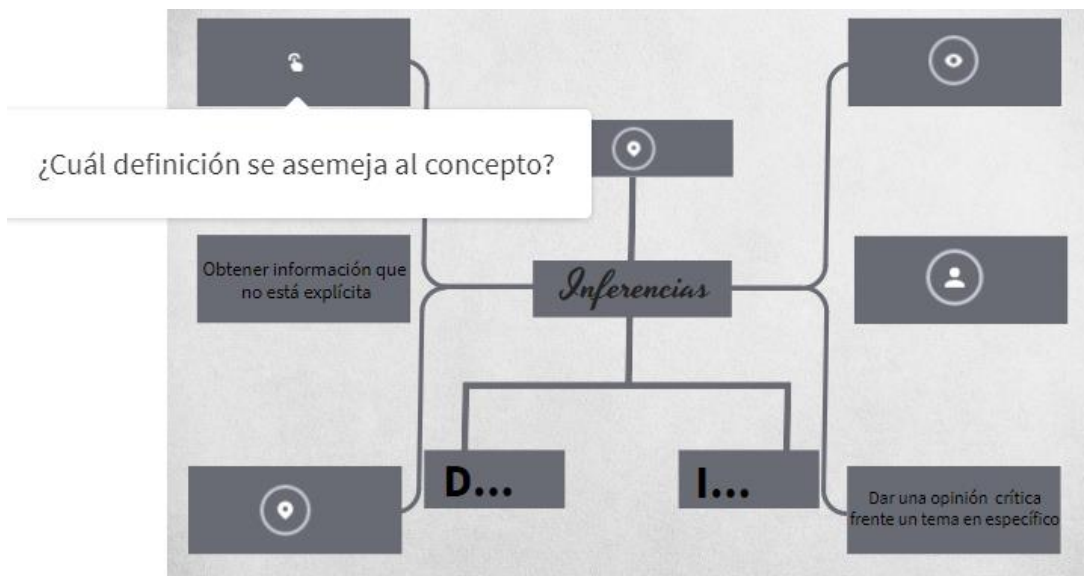 ¿Cuál definición se asemeja al concepto?
Obtener información que
no está explícita
Inferencias
D...
I...
Dar una opinión crítica
frente un tema en específico